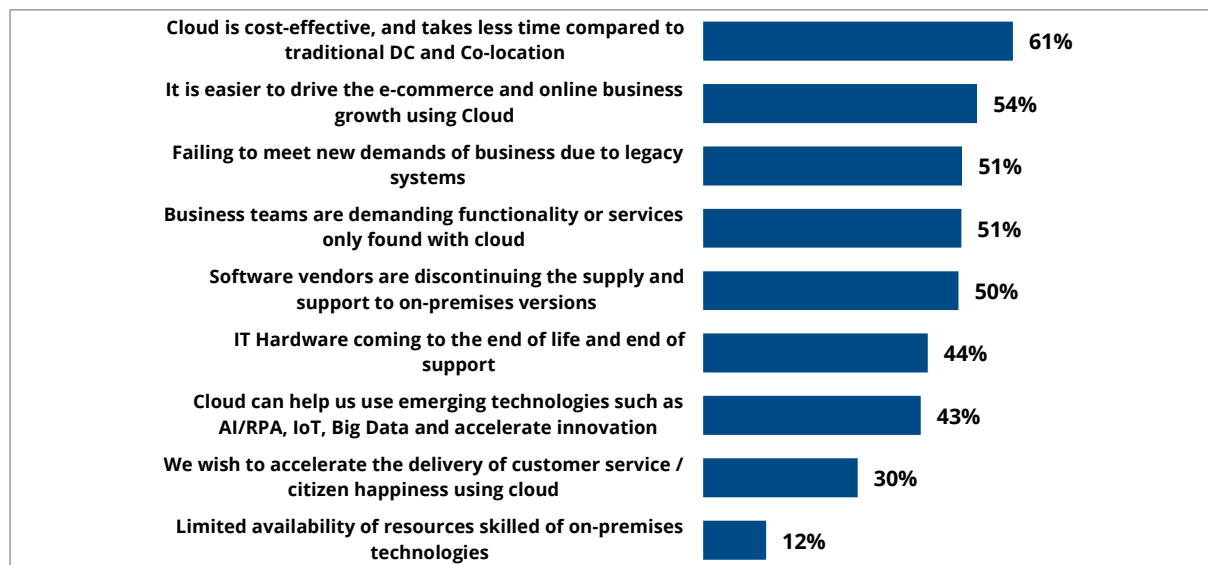 Cloud is cost-effective, and takes less time compared to
traditional DC and Co-location
61%
It is easier to drive the e-commerce and online business
growth using Cloud
54%
Failing to meet new demands of business due to legacy
systems
51%
Business teams are demanding functionality or services
only found with cloud
51%
Software vendors are discontinuing the supply and
support to on-premises versions
50%
IT Hardware coming to the end of life and end of
support
44%
Cloud can help us use emerging technologies such as
AI/RPA, IoT, Big Data and accelerate innovation
43%
We wish to accelerate the delivery of customer service /
citizen happiness using cloud
30%
Limited availability of resources skilled of on-premises
technologies
12%